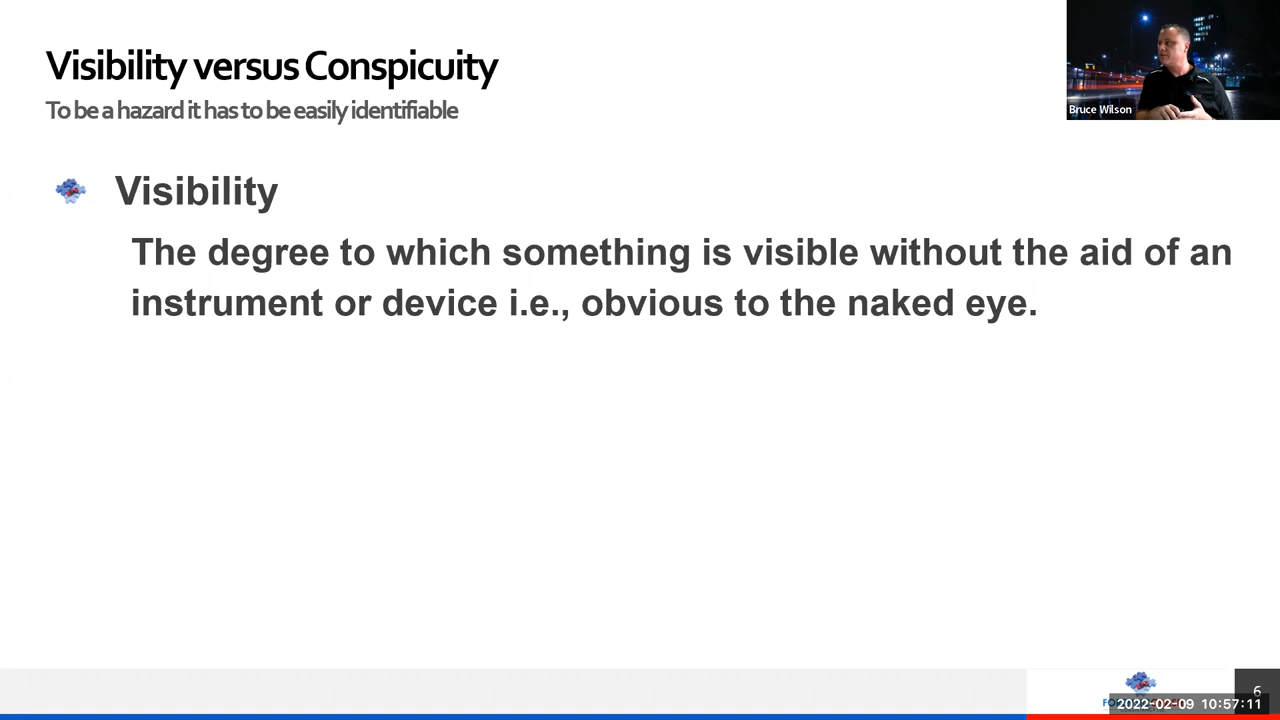 Visibility versus Conspicuity
To be a hazard it has to be easily identifiable
Bruce Wilson
Visibility
The degree to which something is visible without the aid of an
instrument or device i.e., obvious to the naked eye.
6
2022-02-09 10:57:11